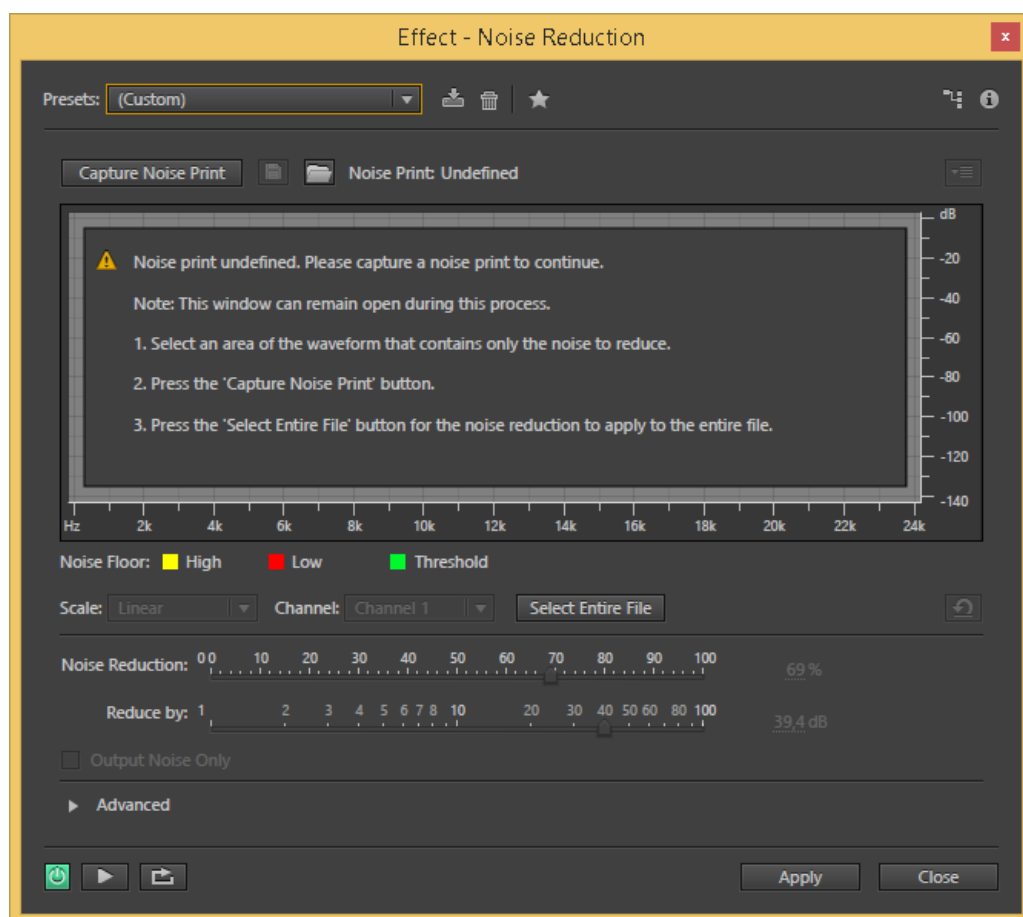 Effect - Noise Reduction
x
Presets: (Custom)
Capture Noise Print Noise Print: Undefined
dB
Noise print undefined. Please capture a noise print to continue.
-20
Note: This window can remain open during this process.
-40
1. Select an area of the waveform that contains only the noise to reduce.
-60
2. Press the 'Capture Noise Print' button.
-80
3. Press the 'Select Entire File' button for the noise reduction to apply to the entire file.
-100
-120
-140
Hz 2k 4k 6k 8k 10k 12k 14k 16k 18k 20k 22k 24k
Noise Floor: High Low Threshold
Scale: Linear Channel: Channel 1 Select Entire File
Noise Reduction: 0 0 10 20 30 40 50 60 70 80 90 100 69 %
Reduce by: 1 2 3 4 5 6 7 8 10 20 30 40 50 60 80 100 39,4 dB
Output Noise Only
Advanced
Apply Close